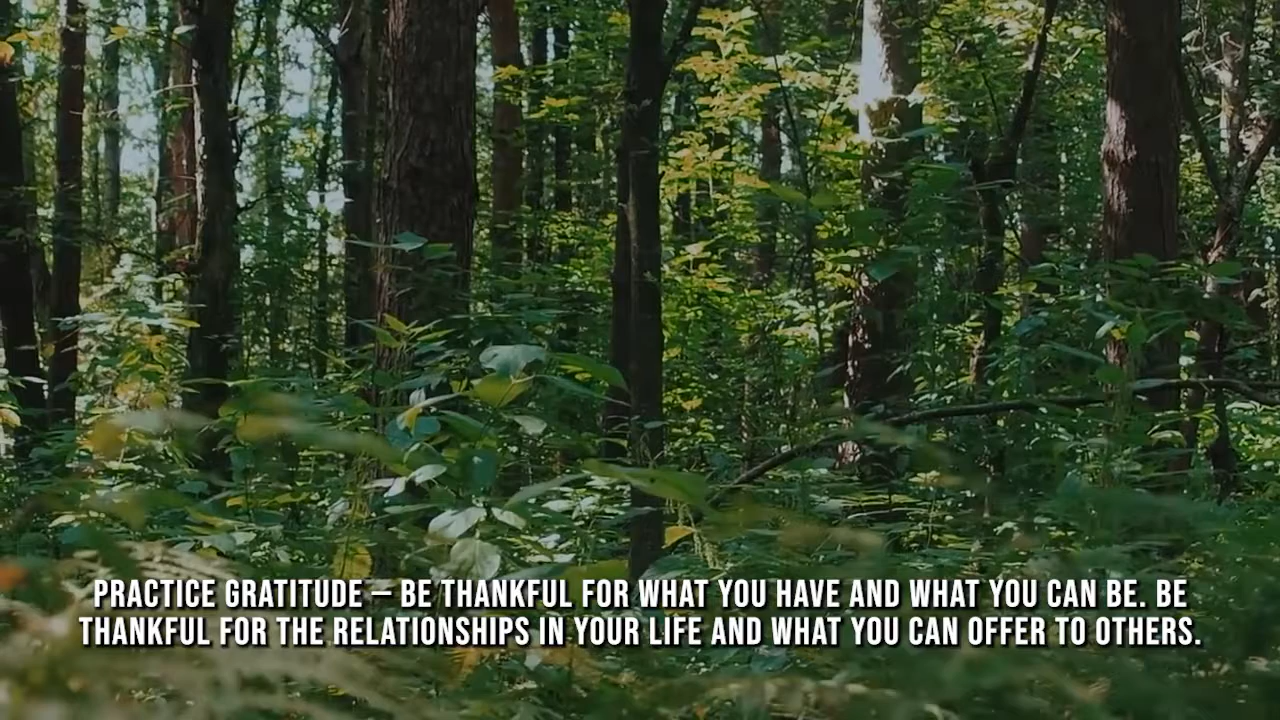 PRACTICE GRATITUDE – BE THANKFUL FOR WHAT YOU HAVE AND WHAT YOU CAN BE. BE
THANKFUL FOR THE RELATIONSHIPS IN YOUR LIFE AND WHAT YOU CAN OFFER TO OTHERS.